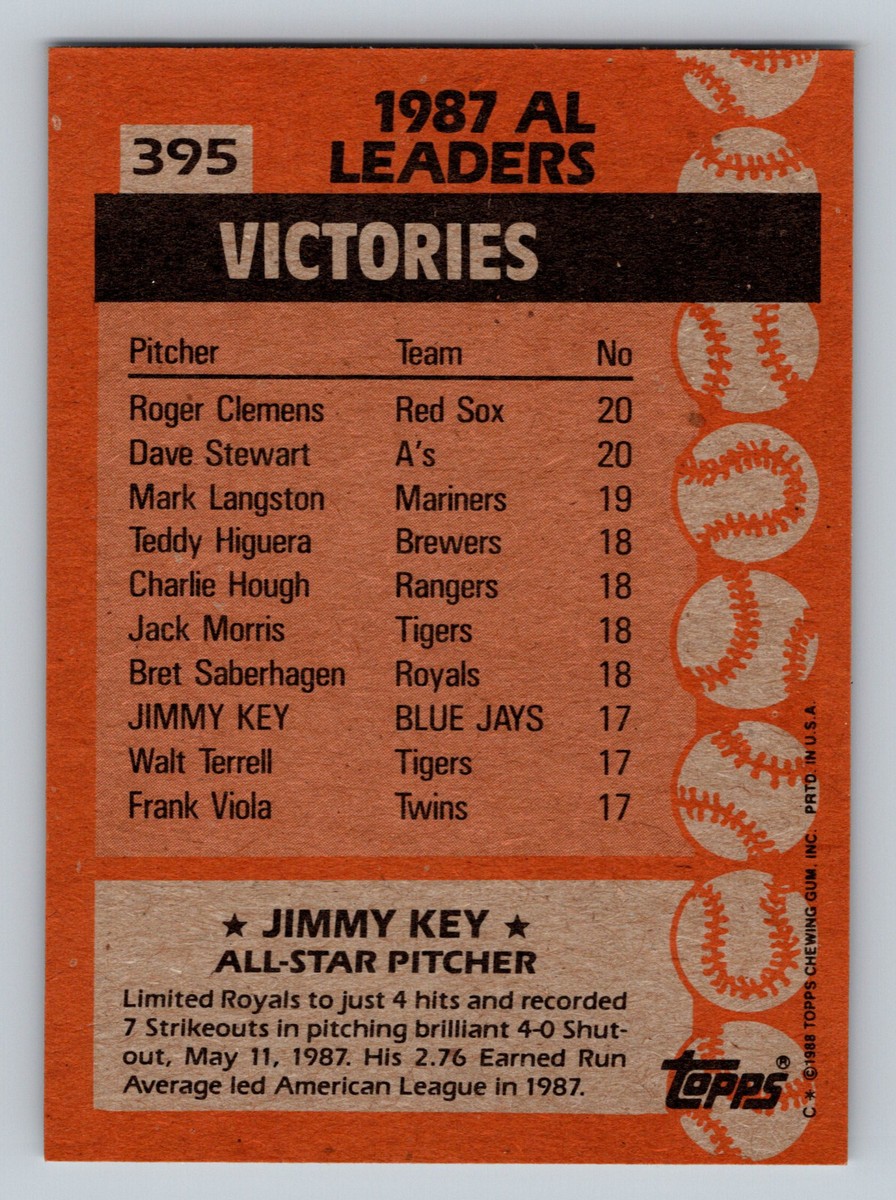 1987 AL
LEADERS
395
VICTORIES
Pitcher Team No
Roger Clemens Red Sox 20
Dave Stewart A's 20
Mark Langston Mariners 19
Teddy Higuera Brewers 18
Charlie Hough Rangers 18
Jack Morris Tigers 18
Bret Saberhagen Royals 18
JIMMY KEY BLUE JAYS 17
Walt Terrell Tigers 17
Frank Viola Twins 17
★ JIMMY KEY ★
ALL-STAR PITCHER
Limited Royals to just 4 hits and recorded
7 Strikeouts in pitching brilliant 4-0 Shut-
out, May 11, 1987. His 2.76 Earned Run
Average led American League in 1987.
TOPPS®
C* ©1988 TOPPS CHEWING GUM, INC. PRTD. IN U.S.A.